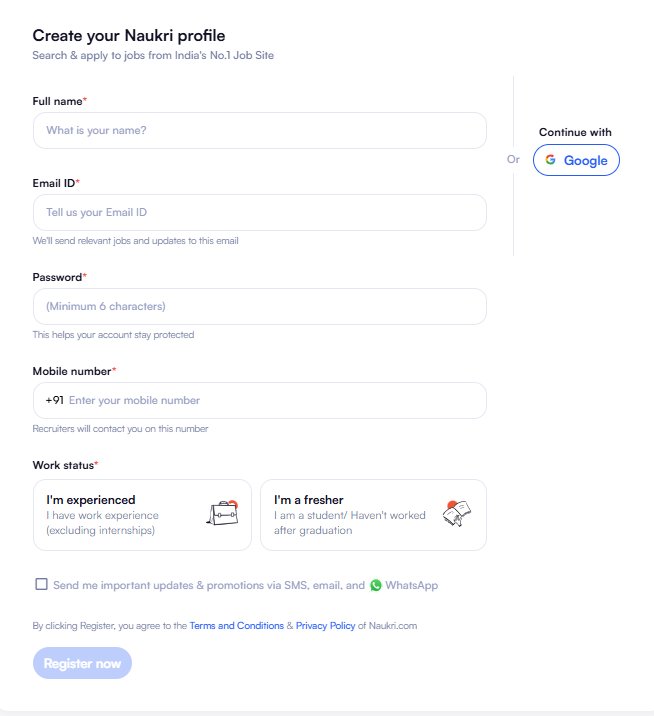 Create your Naukri profile
Search & apply to jobs from India's No.1 Job Site
Full name*
What is your name?
Continue with
Or
Google
Email ID*
Tell us your Email ID
We'll send relevant jobs and updates to this email
Password*
(Minimum 6 characters)
This helps your account stay protected
Mobile number*
+91 Enter your mobile number
Recruiters will contact you on this number
Work status*
I'm experienced
I have work experience
(excluding internships)
I'm a fresher
I am a student/ Haven't worked
after graduation
Send me important updates & promotions via SMS, email, and WhatsApp
By clicking Register, you agree to the Terms and Conditions & Privacy Policy of Naukri.com
Register now